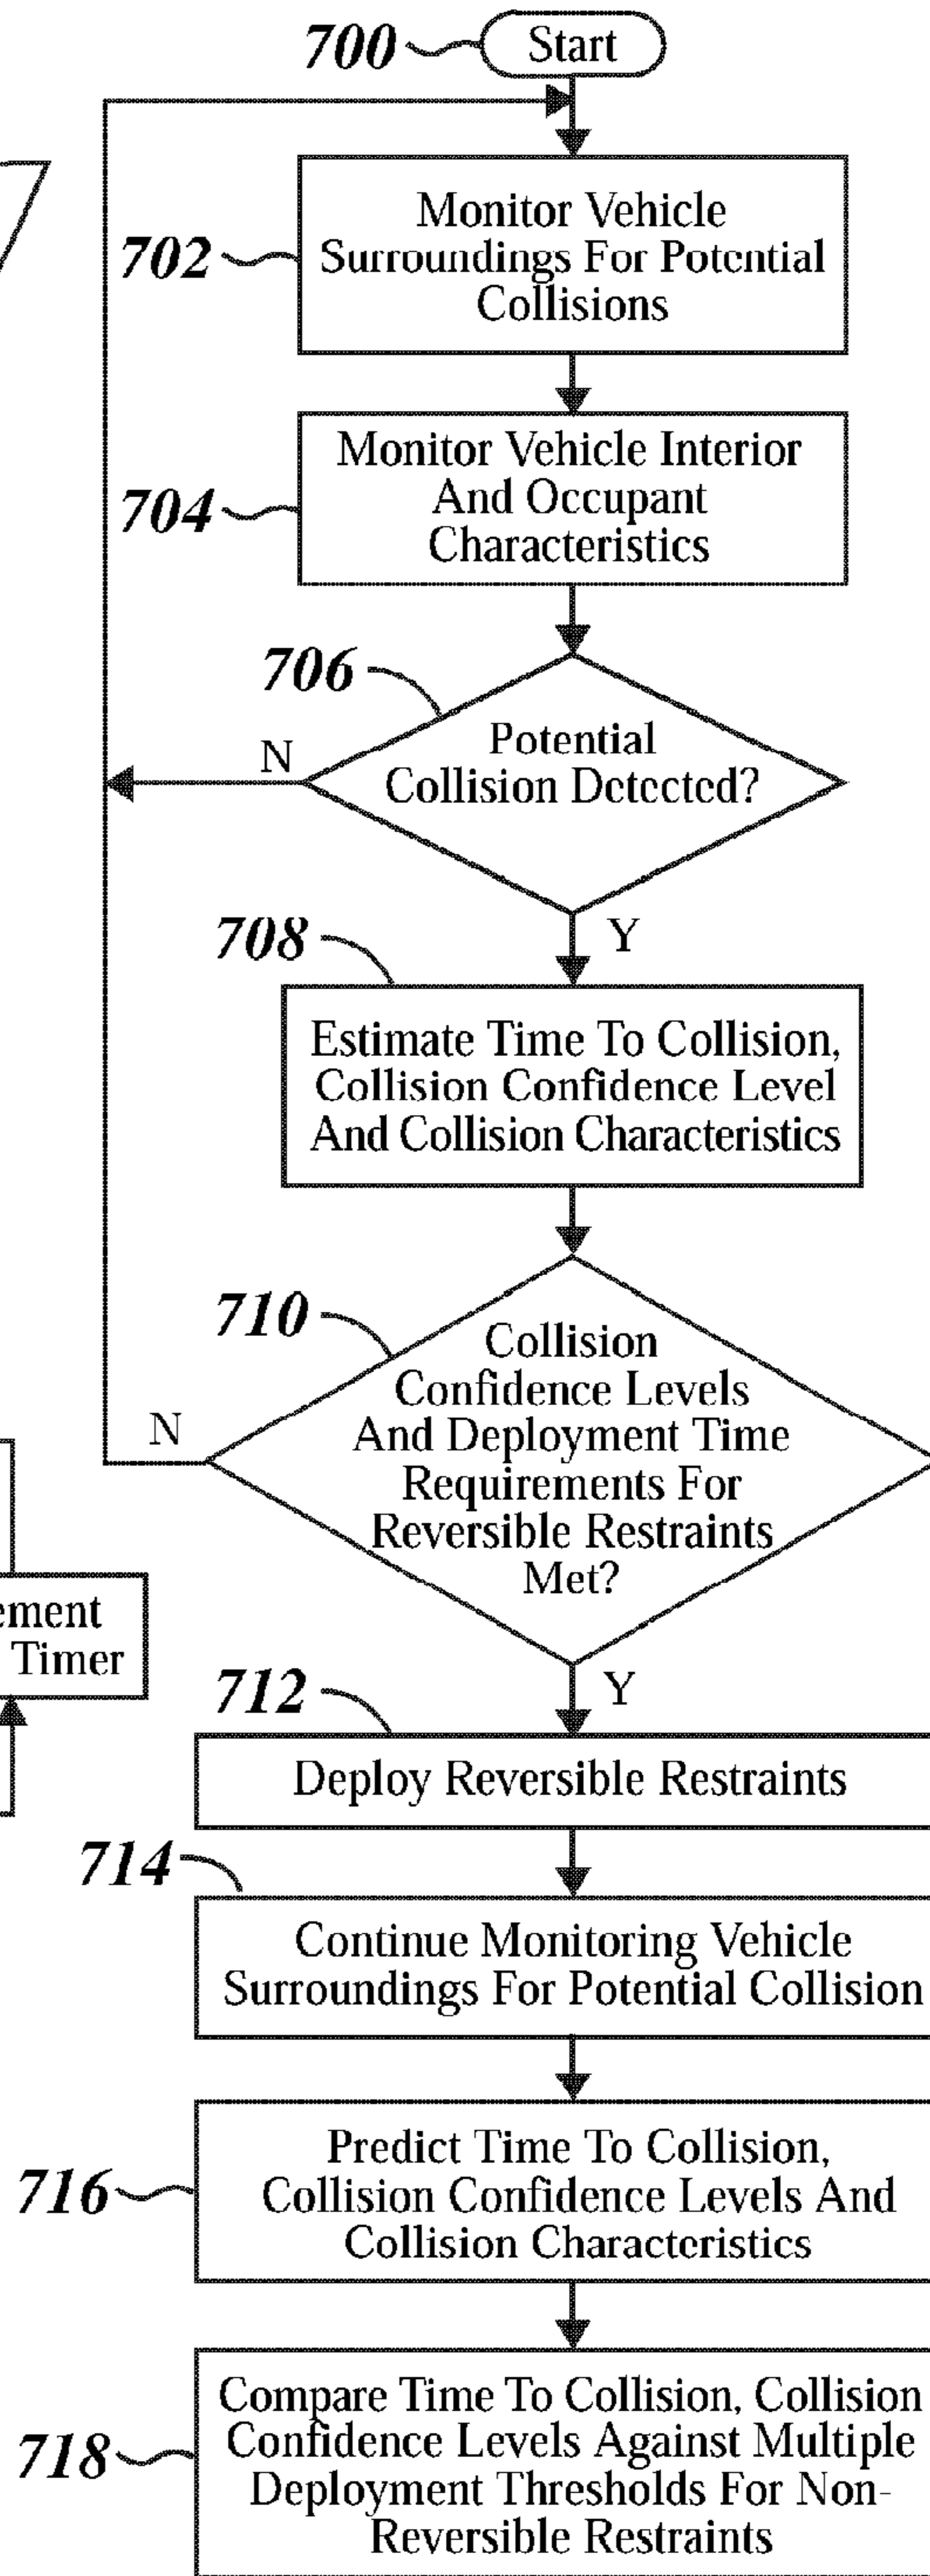 700
Start
702
Monitor Vehicle
Surroundings For Potential
Collisions
704
Monitor Vehicle Interior
And Occupant
Characteristics
706
Potential
Collision Detected?
N
Y
708
Estimate Time To Collision,
Collision Confidence Level
And Collision Characteristics
710
Collision
Confidence Levels
And Deployment Time
Requirements For
Reversible Restraints
Met?
N
Y
ement
Timer
712
Deploy Reversible Restraints
714
Continue Monitoring Vehicle
Surroundings For Potential Collision
716
Predict Time To Collision,
Collision Confidence Levels And
Collision Characteristics
718
Compare Time To Collision, Collision
Confidence Levels Against Multiple
Deployment Thresholds For Non-
Reversible Restraints